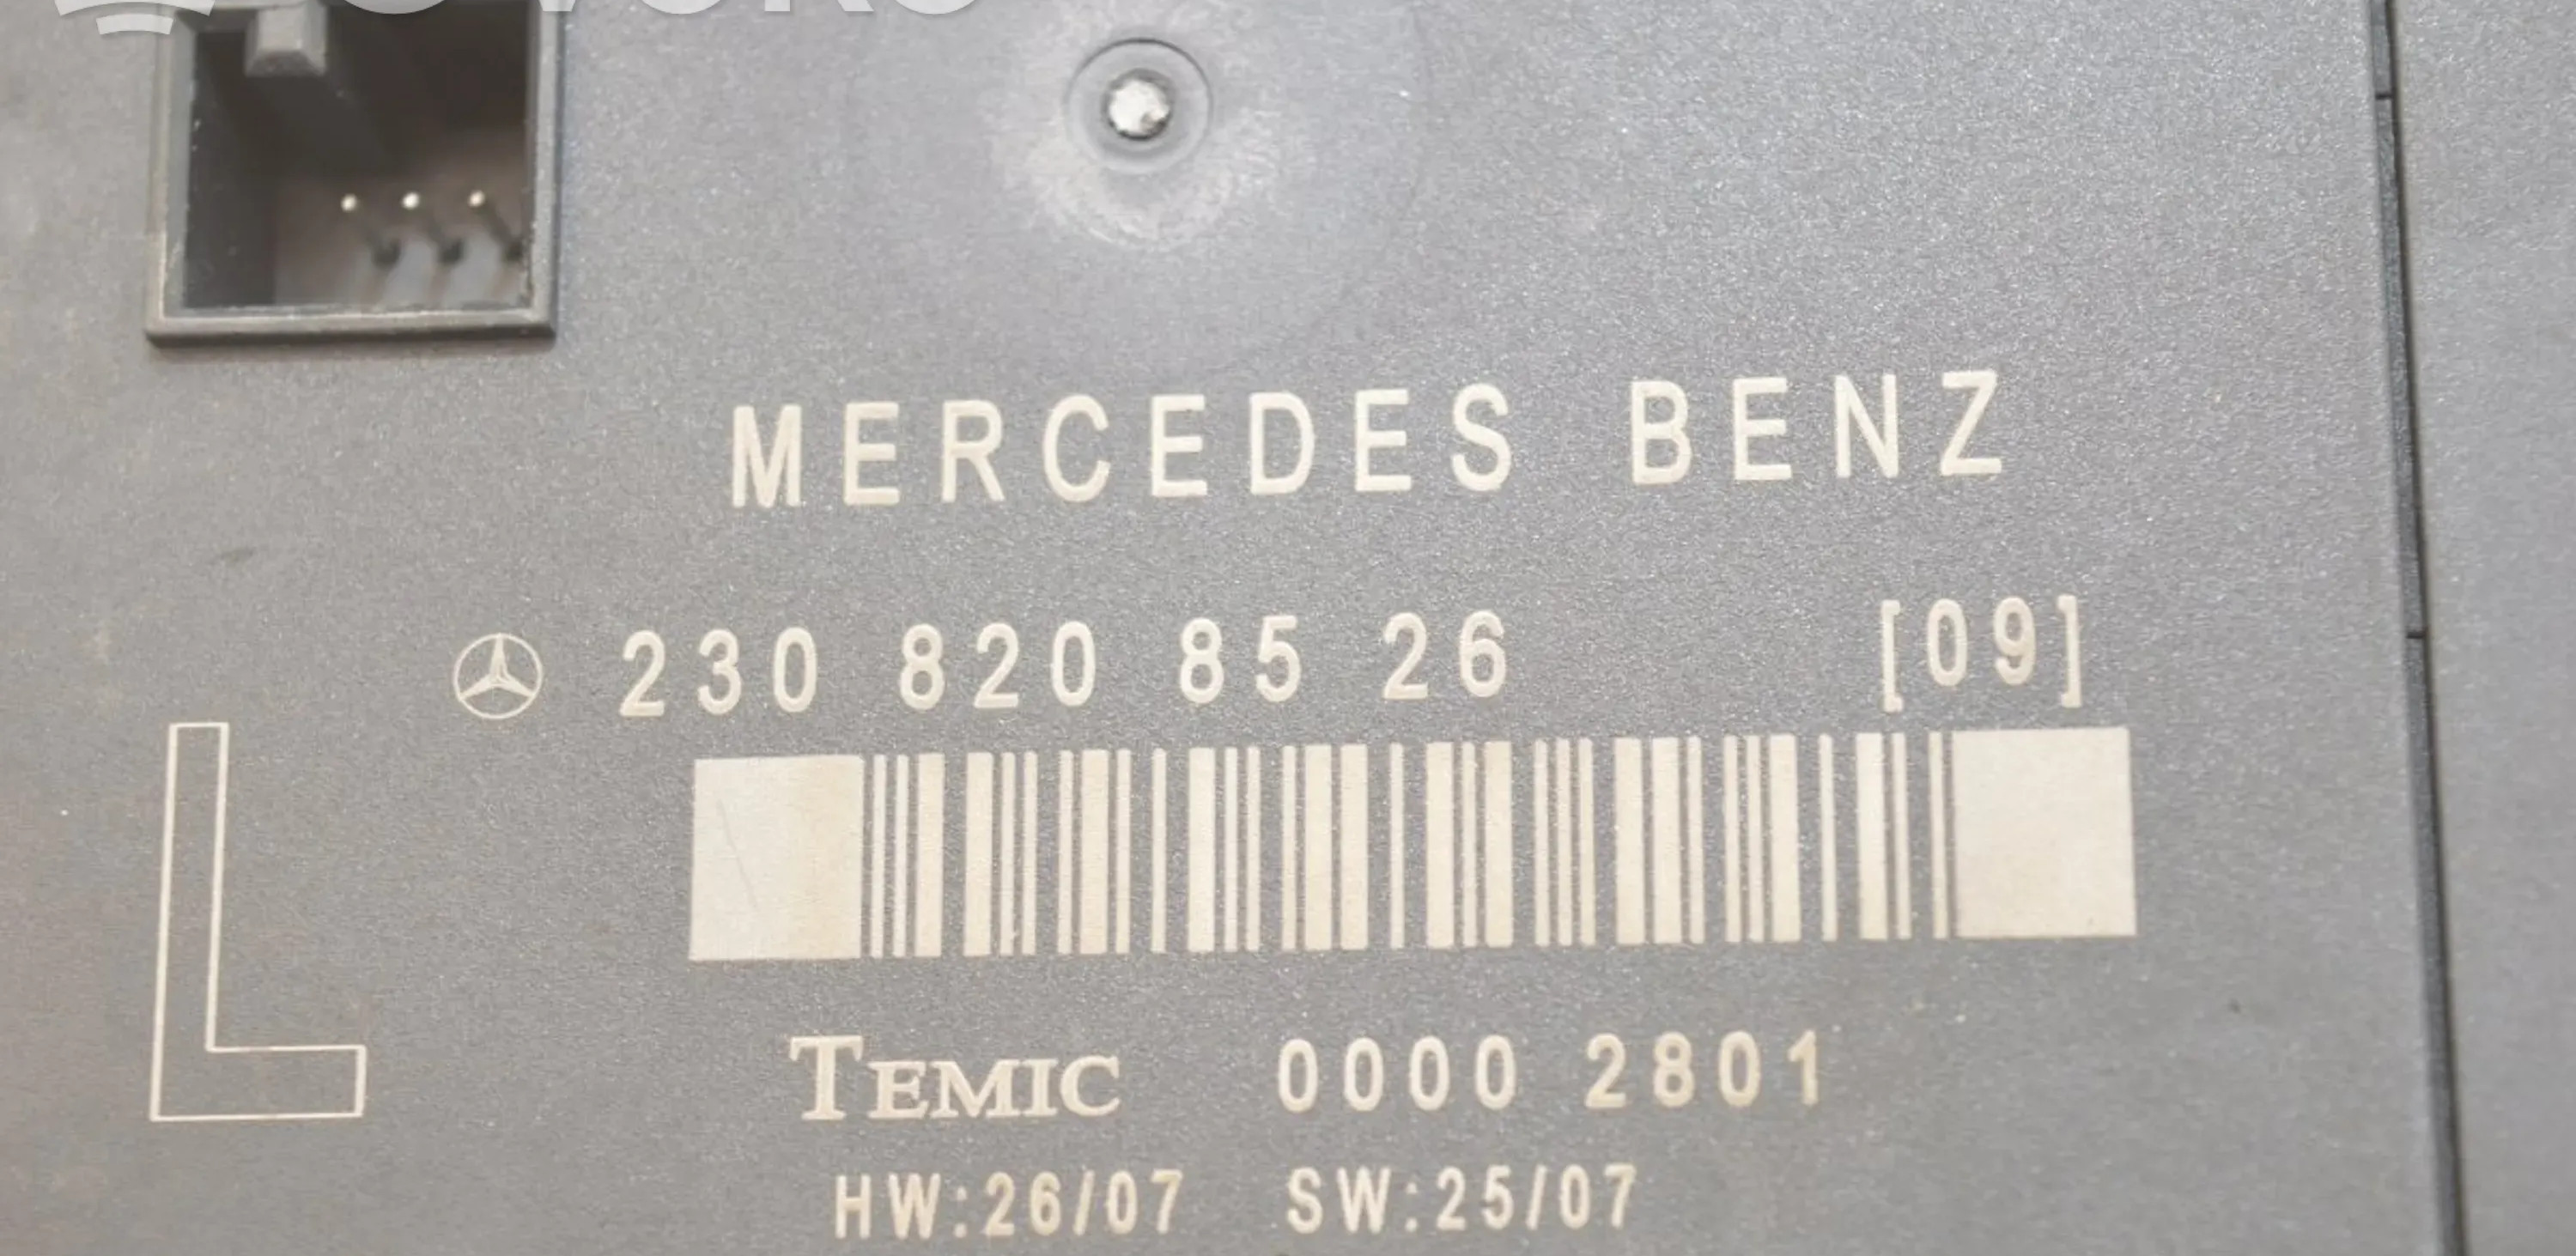 MERCEDES BENZ
230 820 85 26 [09]
L
TEMIC 0000 2801
HW:26/07 SW:25/07